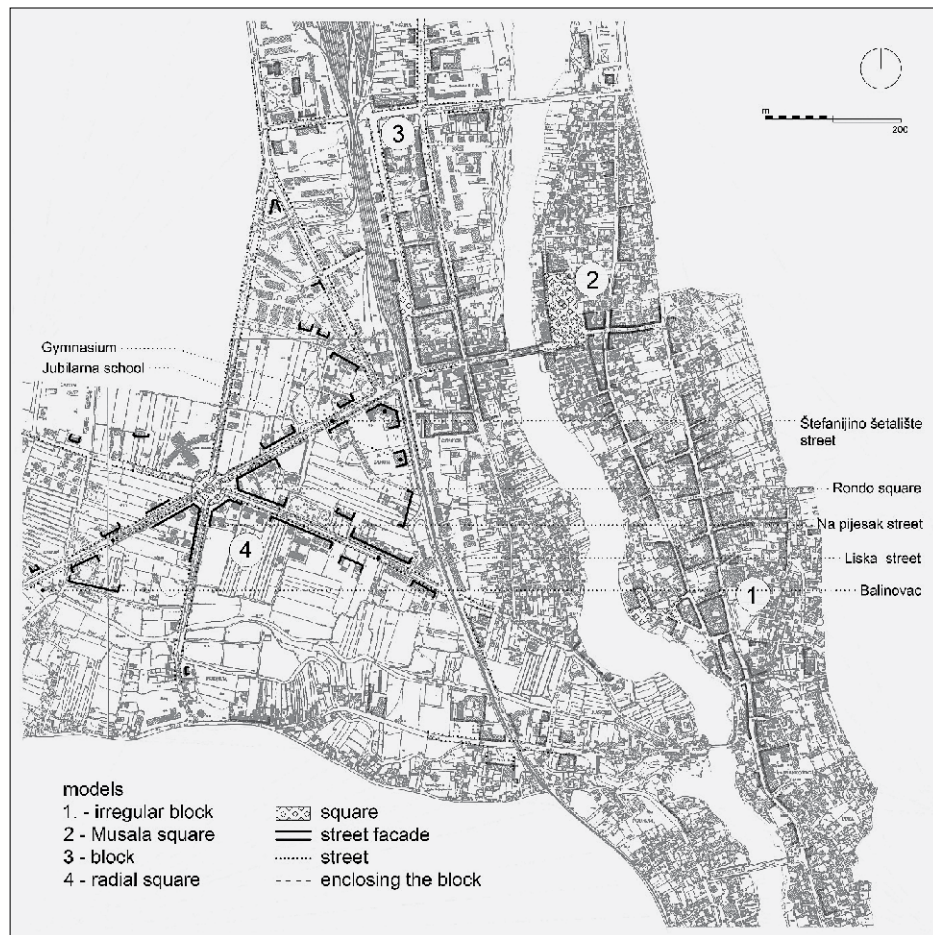 3
m
200
2
Gymnasium
Jubilarna school
Štefanijino šetalište
street
Rondo square
Na pijesak street
4
Liska street
1
Balinovac
models
1. - irregular block
2 - Musala square
3 - block
4 - radial square
square
street facade
street
enclosing the block